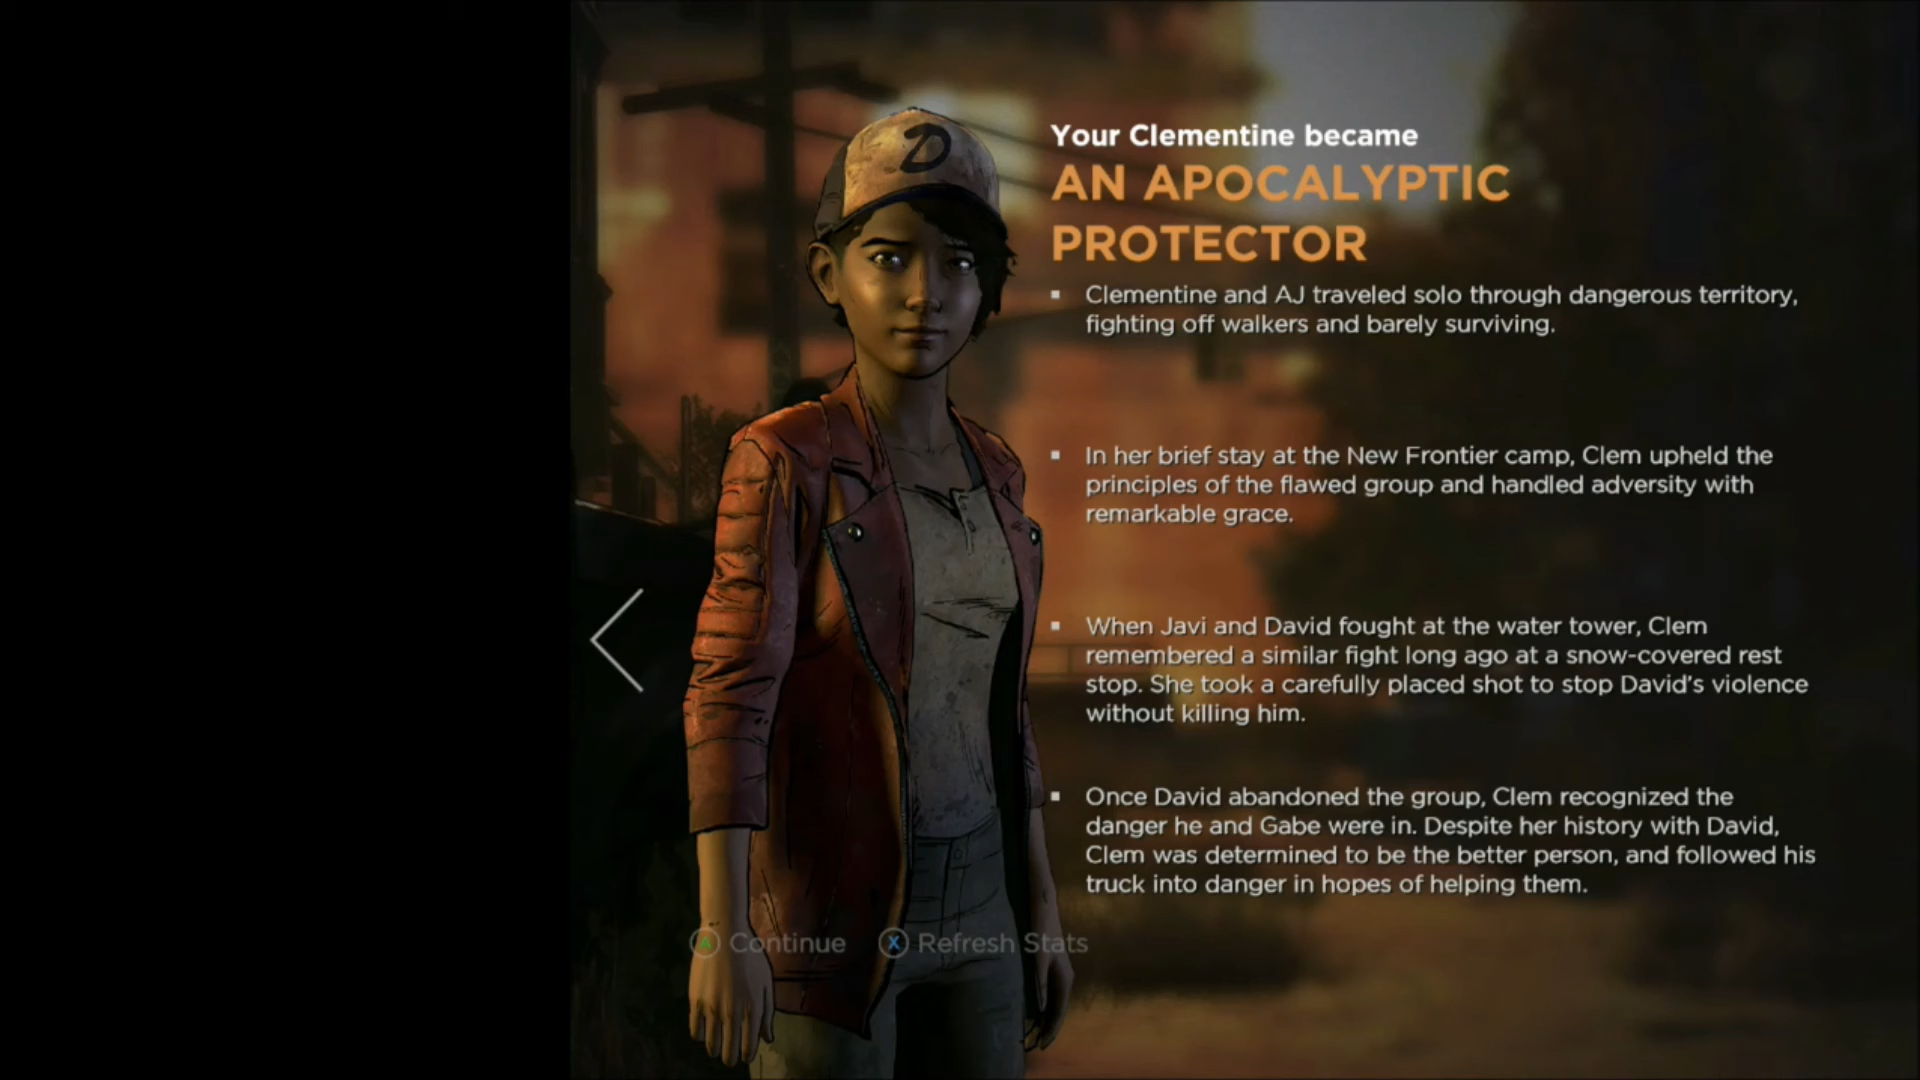 D
Your Clementine became
AN APOCALYPTIC
PROTECTOR
▪ Clementine and AJ traveled solo through dangerous territory,
fighting off walkers and barely surviving.
▪ In her brief stay at the New Frontier camp, Clem upheld the
principles of the flawed group and handled adversity with
remarkable grace.
▪ When Javi and David fought at the water tower, Clem
remembered a similar fight long ago at a snow-covered rest
stop. She took a carefully placed shot to stop David's violence
without killing him.
▪ Once David abandoned the group, Clem recognized the
danger he and Gabe were in. Despite her history with David,
Clem was determined to be the better person, and followed his
truck into danger in hopes of helping them.
A Continue X Refresh Stats